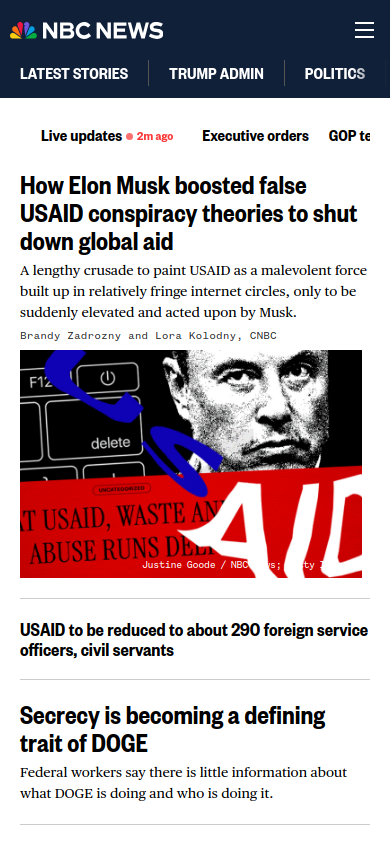 NBC NEWS
LATEST STORIES
TRUMP ADMIN
POLITICS
Live updates 2m ago
Executive orders
GOP te
How Elon Musk boosted false
USAID conspiracy theories to shut
down global aid
A lengthy crusade to paint USAID as a malevolent force
built up in relatively fringe internet circles, only to be
suddenly elevated and acted upon by Musk.
Brandy Zadrozny and Lora Kolodny, CNBC
F12
delete
US
AID
UNCATEGORIZED
AT USAID, WASTE AN
ABUSE RUNS DEE
Justine Goode / NBC
USAID to be reduced to about 290 foreign service
officers, civil servants
Secrecy is becoming a defining
trait of DOGE
Federal workers say there is little information about
what DOGE is doing and who is doing it.